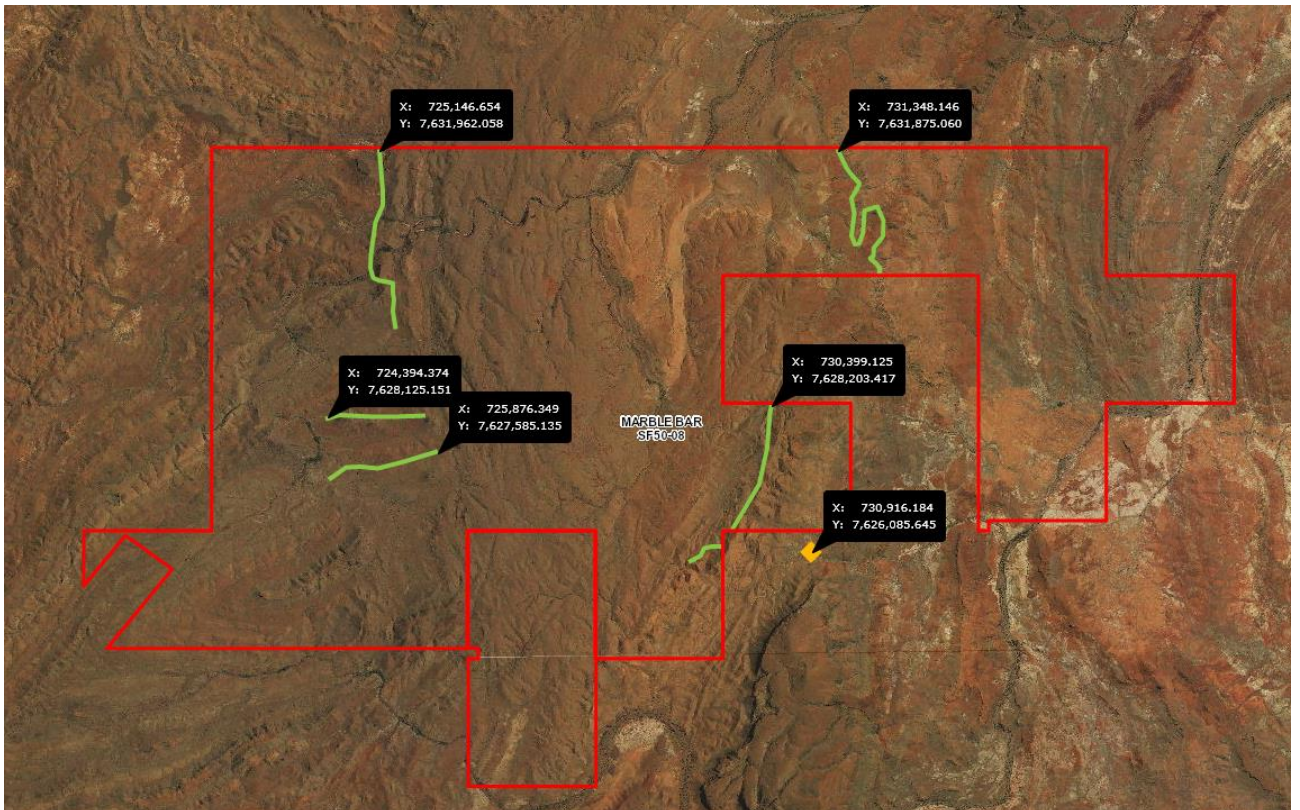 X: 725,146.654
Y: 7,631,962.058
X: 731,348.146
Y: 7,631,875.060
X: 724,394.374
Y: 7,628,125.151
X: 725,876.349
Y: 7,627,585.135
X: 730,399.125
Y: 7,628,203.417
MARBLE BAR
SF50-08
X: 730,916.184
Y: 7,626,085.645